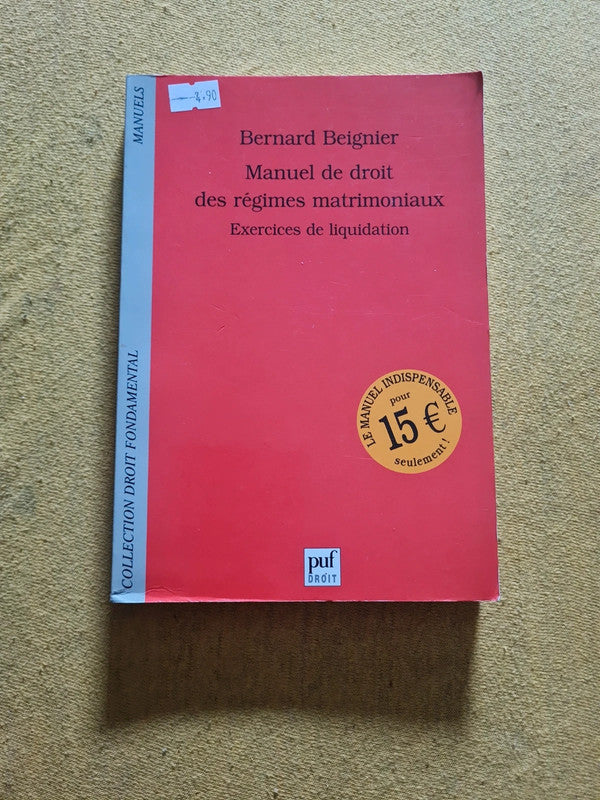 4,90
MANUELS
COLLECTION DROIT FONDAMENTAL
Bernard Beignier
Manuel de droit
des régimes matrimoniaux
Exercices de liquidation
LE MANUEL INDISPENSABLE
pour
15 €
seulement !
puf
DROIT